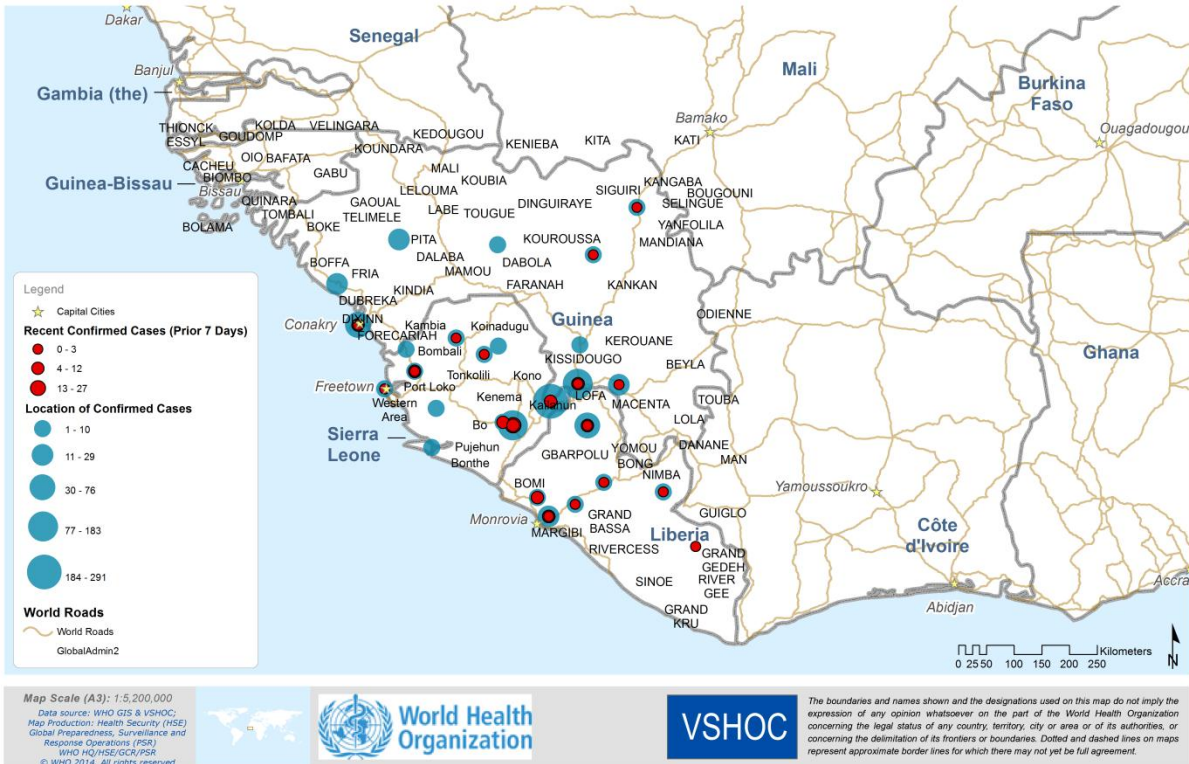 Dakar
Senegal
Mali
Burkina
Faso
Banjul
Gambia (the)
Bamako
Ouagadougou
THIONCK
ESSYL
KOLDA
VELINGARA
GOUDOMP
KEDOUGOU
KENIEBA
KITA
KATI
KOUNDARA
OIO
BAFATA
CACHEU
BIOMBO
Bissau
Guinea-Bissau
GABU
MALI
KOUBIA
LELOUMA
KANGABA
SIGUIRI
BOUGOUNI
SELINGUE
QUINARA
TOMBALI
BOLAMA
GAOUAL
TELIMELE
LABE
TOUGUE
DINGUIRAYE
YANFOLILA
MANDIANA
BOKE
PITA
KOUROUSSA
DALABA
DABOLA
MAMOU
BOFFA
FRIA
KINDIA
FARANAH
KANKAN
DUBREKA
Conakry
DIXINN
FORECARIAH
Kambia
Koinadugu
Guinea
ODIENNE
Bombali
KEROUANE
KISSIDOUGO
BEYLA
Ghana
Freetown
Port Loko
Tonkolili
Kono
Western
Area
Kenema
Kailahun
LOFA
MACENTA
TOUBA
LOLA
Sierra
Leone
Bo
Pujehun
Bonthe
GBARPOLU
YOMOU
BONG
DANANE
MAN
NIMBA
BOMI
Yamoussoukro
Monrovia
MARGIBI
GRAND
BASSA
GUIGLO
Liberia
RIVERCESS
Côte
d'Ivoire
GRAND
GEDEH
RIVER
GEE
SINOE
GRAND
KRU
Abidjan
Accra
Legend
Capital Cities
Recent Confirmed Cases (Prior 7 Days)
0 - 3
4 - 12
13 - 27
Location of Confirmed Cases
1 - 10
11 - 29
30 - 76
77 - 183
184 - 291
World Roads
World Roads
GlobalAdmin2
Kilometers
0 25 50 100 150 200 250
N
Map Scale (A3): 1:5,200,000
Data source: WHO GIS & VSHOC;
Map Production: Health Security (HSE)
Global Preparedness, Surveillance and
Response Operations (PSR)
WHO HQ/HSE/GCR/PSR
© WHO 2014. All rights reserved
World Health
Organization
VSHOC
The boundaries and names shown and the designations used on this map do not imply the
expression of any opinion whatsoever on the part of the World Health Organization
concerning the legal status of any country, territory, city or area or of its authorities, or
concerning the delimitation of its frontiers or boundaries. Dotted and dashed lines on maps
represent approximate border lines for which there may not yet be full agreement.